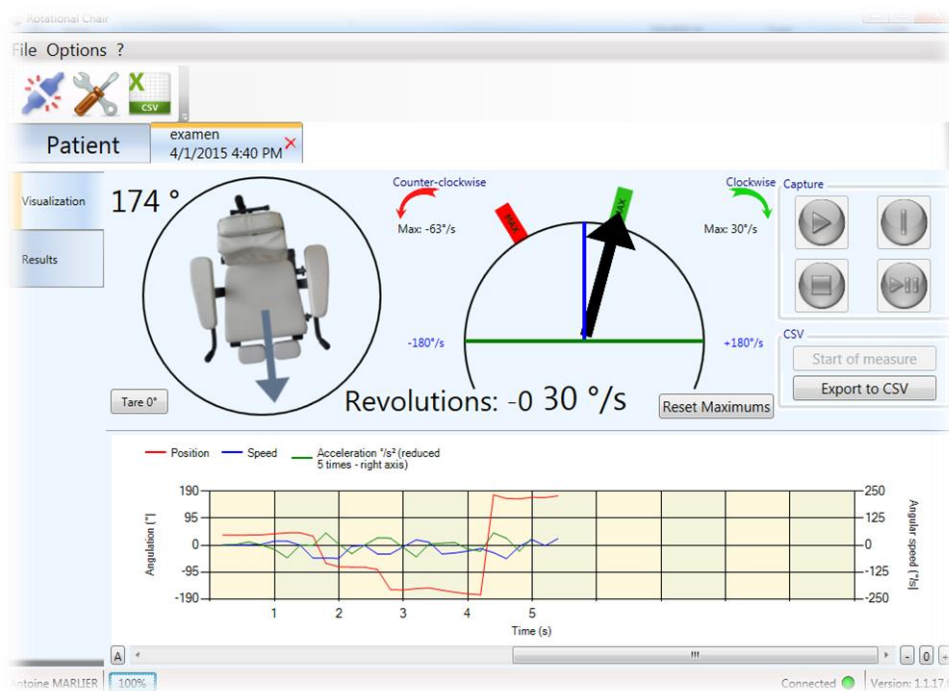 Rotational Chair
File Options ?
X
CSV
Patient
examen
4/1/2015 4:40 PM
Visualization
Results
174 °
Counter-clockwise
Max: -63°/s
MAX
MAX
Clockwise
Max: 30°/s
-180°/s
+180°/s
Tare 0°
Revolutions: -0 30 °/s
Reset Maximums
Capture
CSV
Start of measure
Export to CSV
Position
Speed
Acceleration °/s² (reduced
5 times - right axis)
Angulation [°]
190
95
0
-95
-190
250
125
0
-125
-250
Angular speed [°/s]
1 2 3 4 5
Time (s)
A
- 0 +
Antoine MARLIER
100%
Connected
Version: 1.1.17